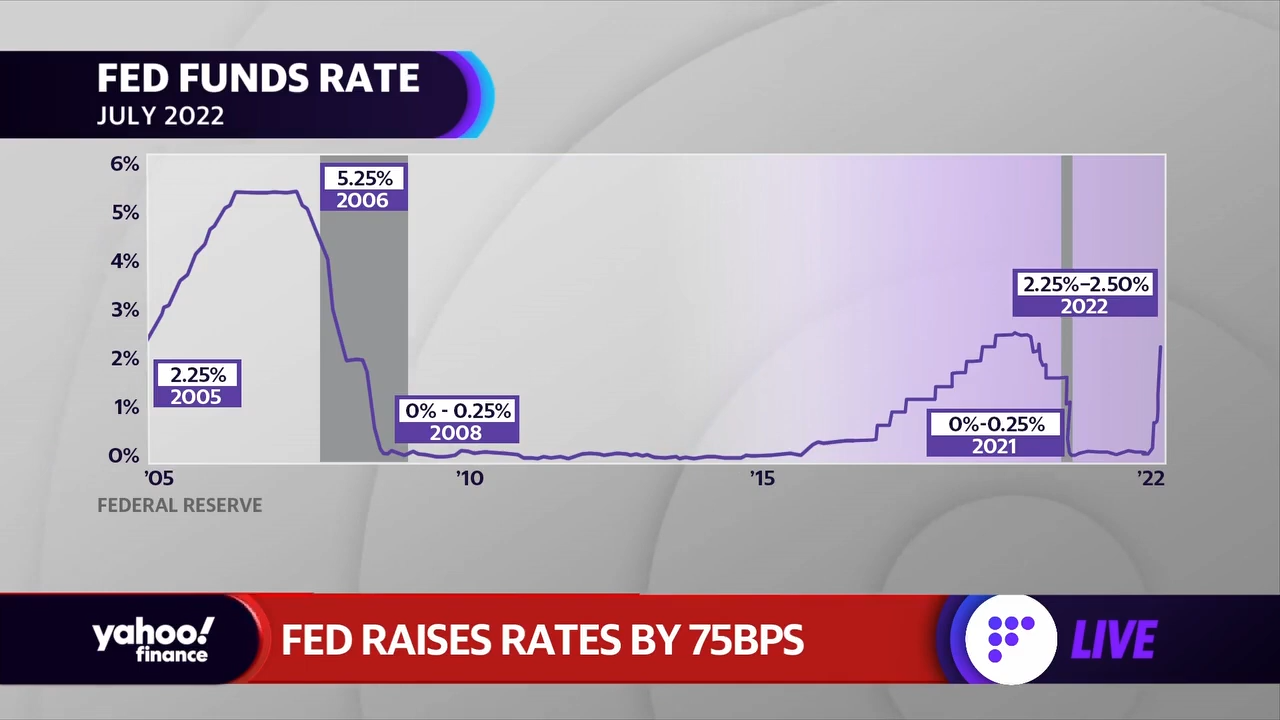 FED FUNDS RATE
JULY 2022
6%
5%
4%
3%
2%
1%
0%
5.25%
2006
2.25%
2005
0% - 0.25%
2008
2.25%–2.50%
2022
0%-0.25%
2021
’05
’10
’15
’22
FEDERAL RESERVE
yahoo!
finance
FED RAISES RATES BY 75BPS
LIVE